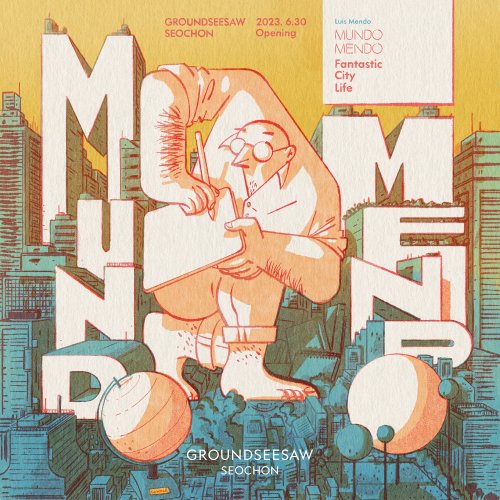 GROUNDSEESAW
SEOCHON
2023. 6.30
Opening
Luis Mendo
MUNDO
MENDO
Fantastic
City
Life
MUNDO
MENDO
GROUNDSEESAW
SEOCHON